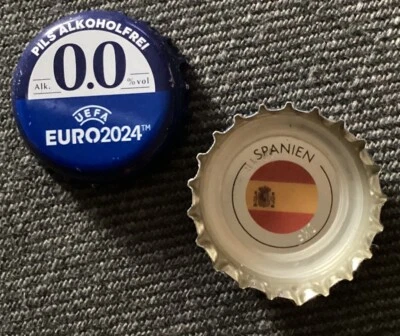 PILS ALKOHOLFREI
Alk. 0.0 % vol
UEFA
EURO2024™
SPANIEN